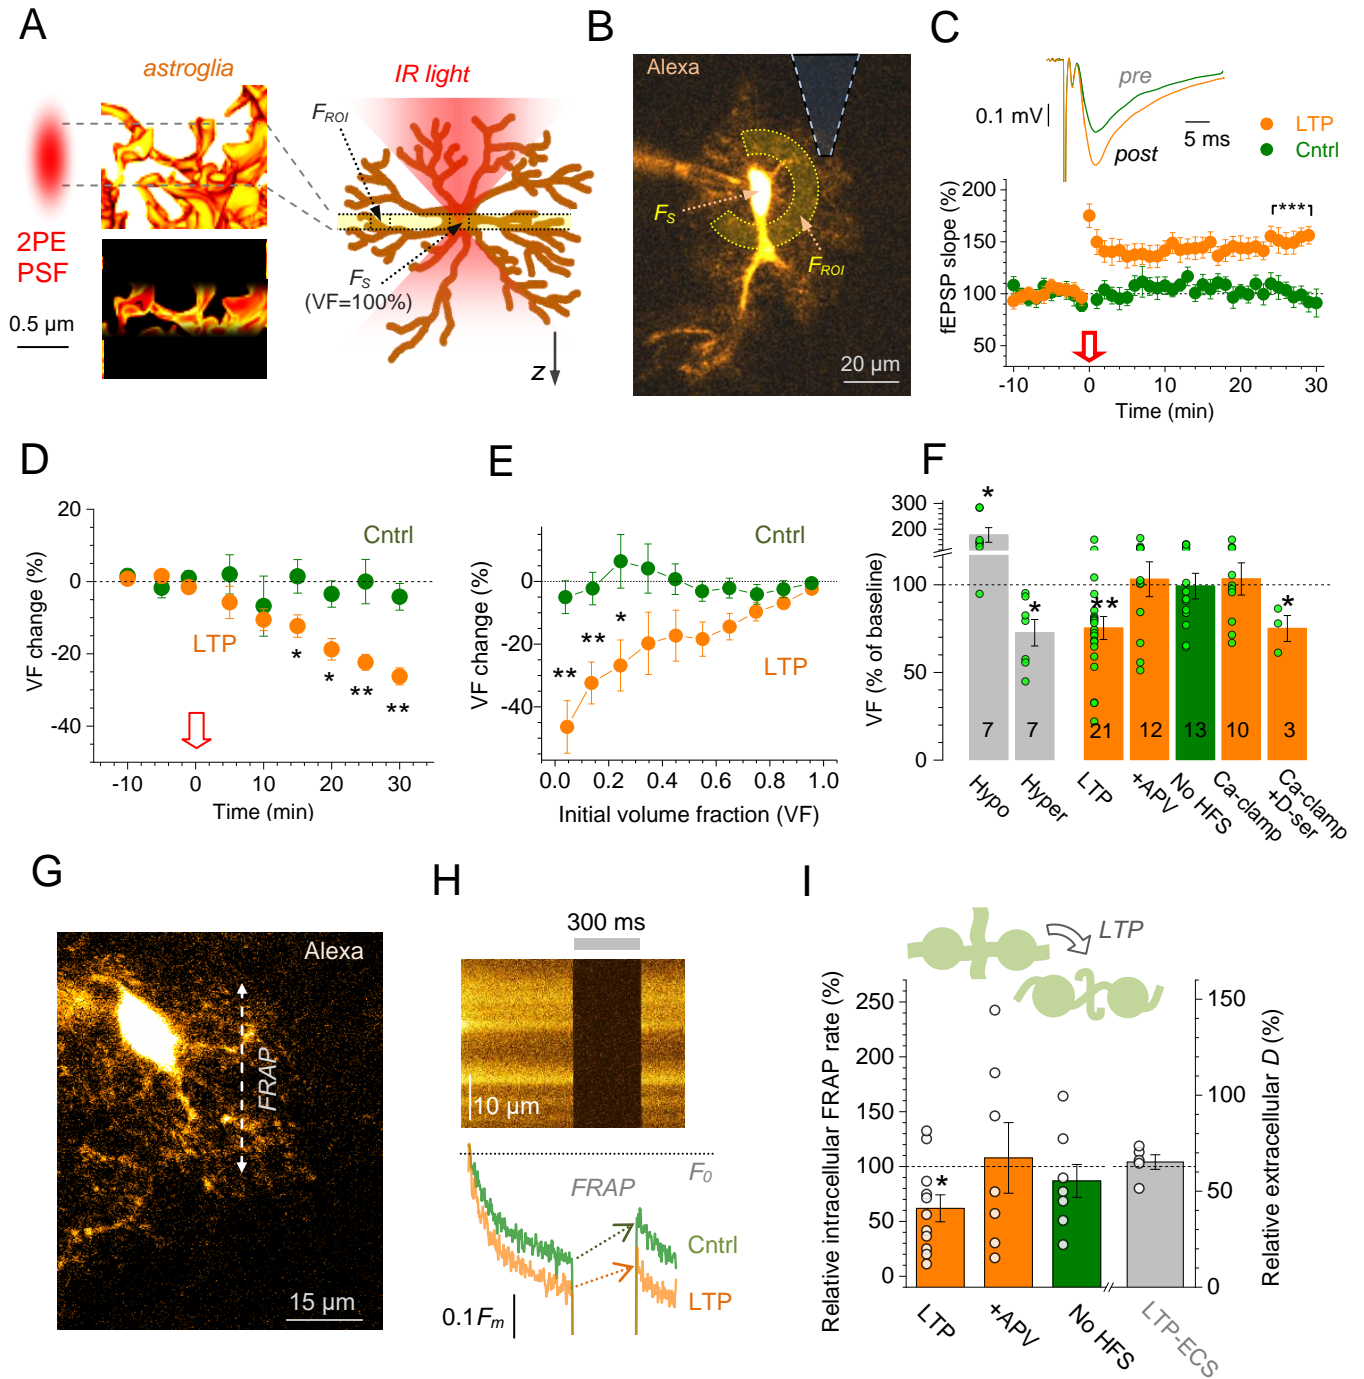 A
astroglia
IR light
F_ROI
F_S
(VF=100%)
2PE
PSF
0.5 μm
z
B
Alexa
F_S
F_ROI
20 μm
C
pre
post
0.1 mV
5 ms
LTP
Cntrl
***
fEPSP slope (%)
200
150
100
50
-10
0
10
20
30
Time (min)
D
VF change (%)
20
0
-20
-40
Cntrl
LTP
*
*
**
**
-10
0
10
20
30
Time (min)
E
VF change (%)
0
-20
-40
Cntrl
LTP
**
**
*
0.0
0.2
0.4
0.6
0.8
1.0
Initial volume fraction (VF)
F
VF (% of baseline)
300
200
100
50
0
*
*
**
*
7
7
21
12
13
10
3
Hypo
Hyper
LTP
+APV
No HFS
Ca-clamp
Ca-clamp
+D-ser
G
Alexa
FRAP
15 μm
H
300 ms
10 μm
F_0
FRAP
Cntrl
LTP
0.1F_m
I
LTP
Relative intracellular FRAP rate (%)
250
200
150
100
50
0
*
150
100
50
0
Relative extracellular D (%)
LTP
+APV
No HFS
LTP-ECS